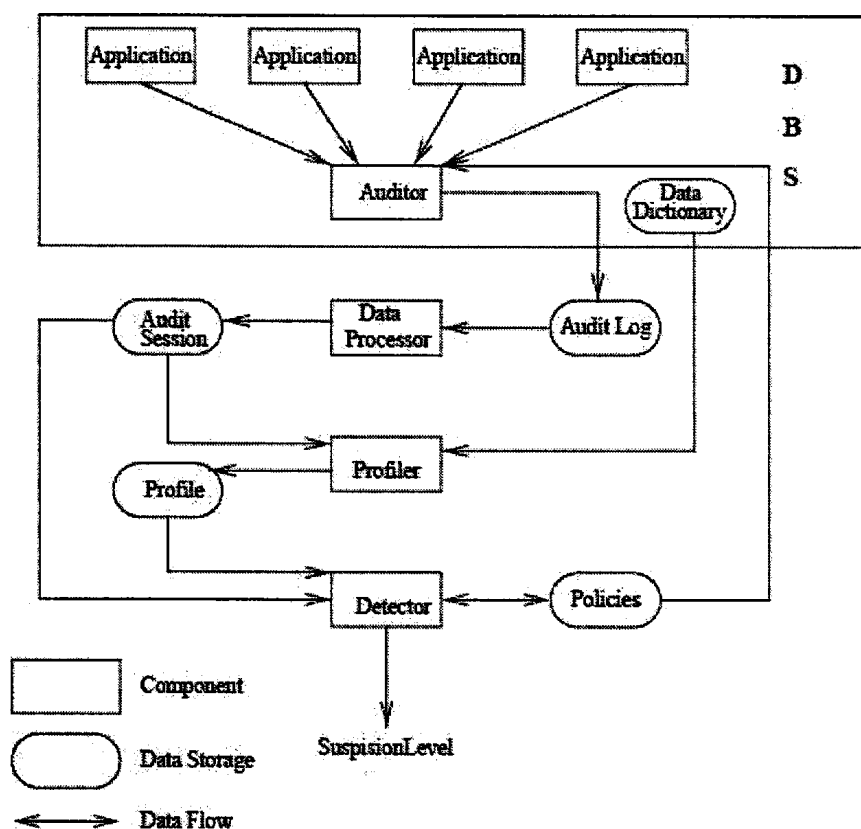 Application
Application
Application
Application
D
B
S
Auditor
Data
Dictionary
Audit
Session
Data
Processor
Audit Log
Profiler
Profile
Detector
Policies
Component
SuspisionLevel
Data Storage
Data Flow